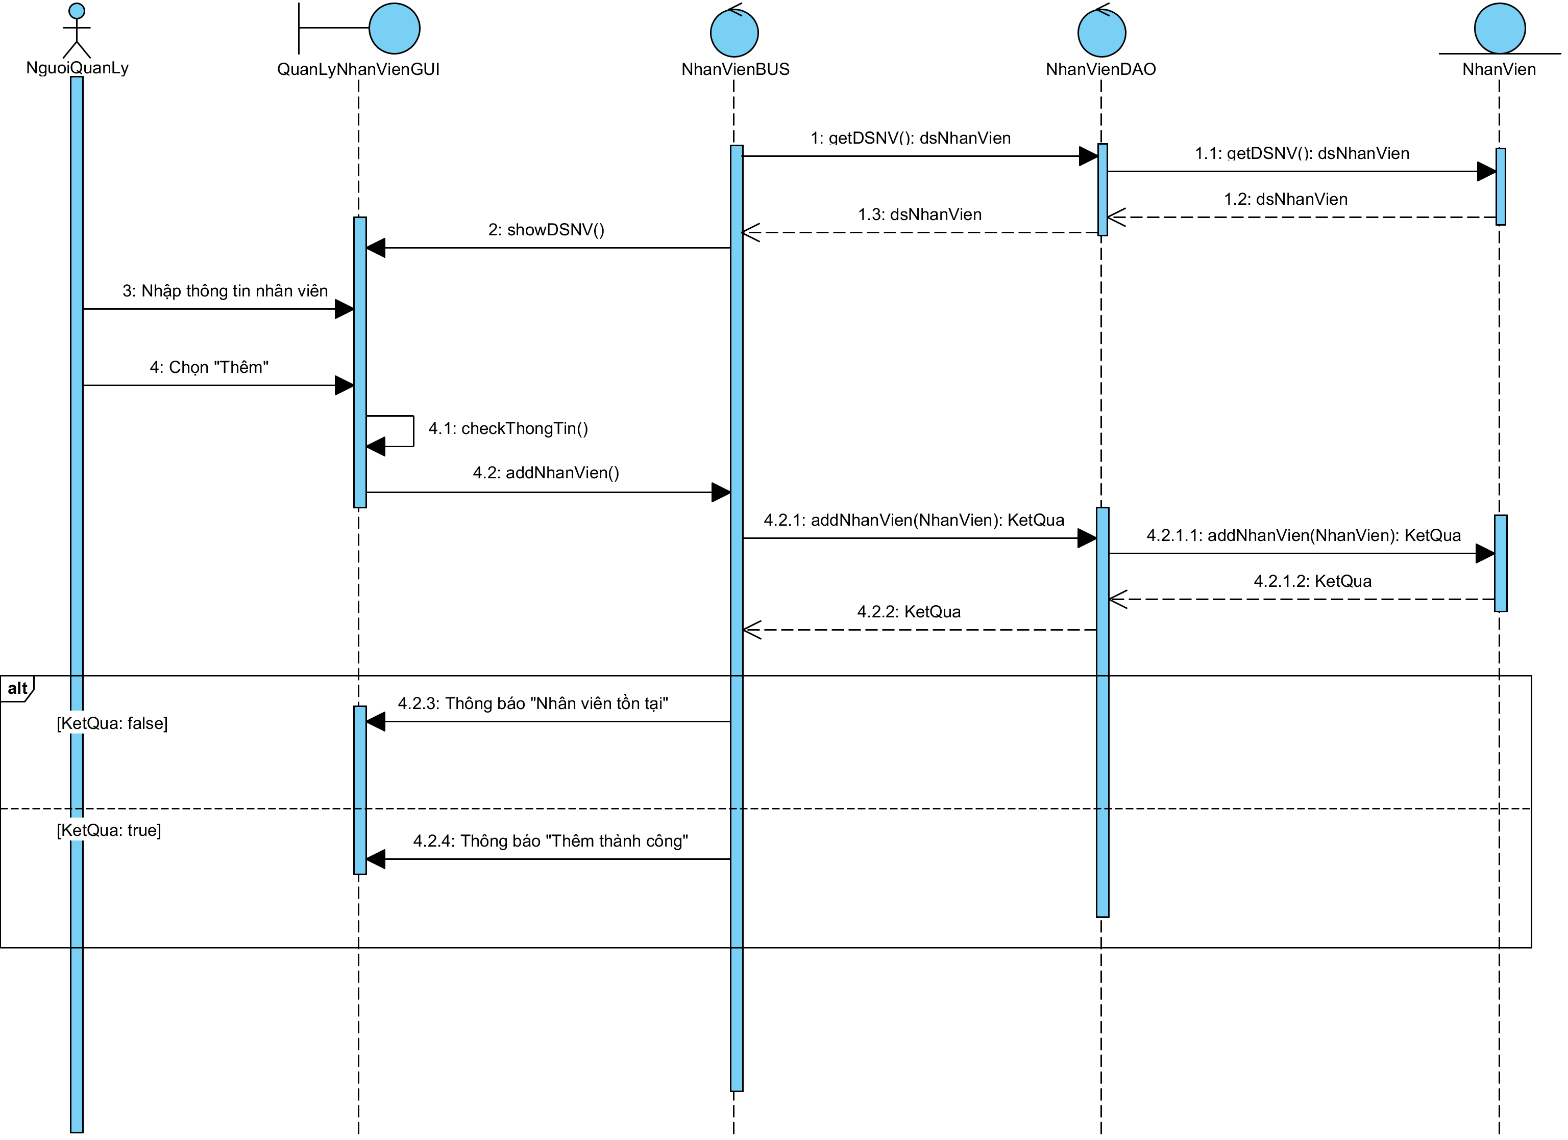 NguoiQuanLy
QuanLyNhanVienGUI
NhanVienBUS
NhanVienDAO
NhanVien
1: getDSNV(): dsNhanVien
1.1: getDSNV(): dsNhanVien
1.2: dsNhanVien
1.3: dsNhanVien
2: showDSNV()
3: Nhập thông tin nhân viên
4: Chọn "Thêm"
4.1: checkThongTin()
4.2: addNhanVien()
4.2.1: addNhanVien(NhanVien): KetQua
4.2.1.1: addNhanVien(NhanVien): KetQua
4.2.1.2: KetQua
4.2.2: KetQua
alt
4.2.3: Thông báo "Nhân viên tồn tại"
[KetQua: false]
[KetQua: true]
4.2.4: Thông báo "Thêm thành công"